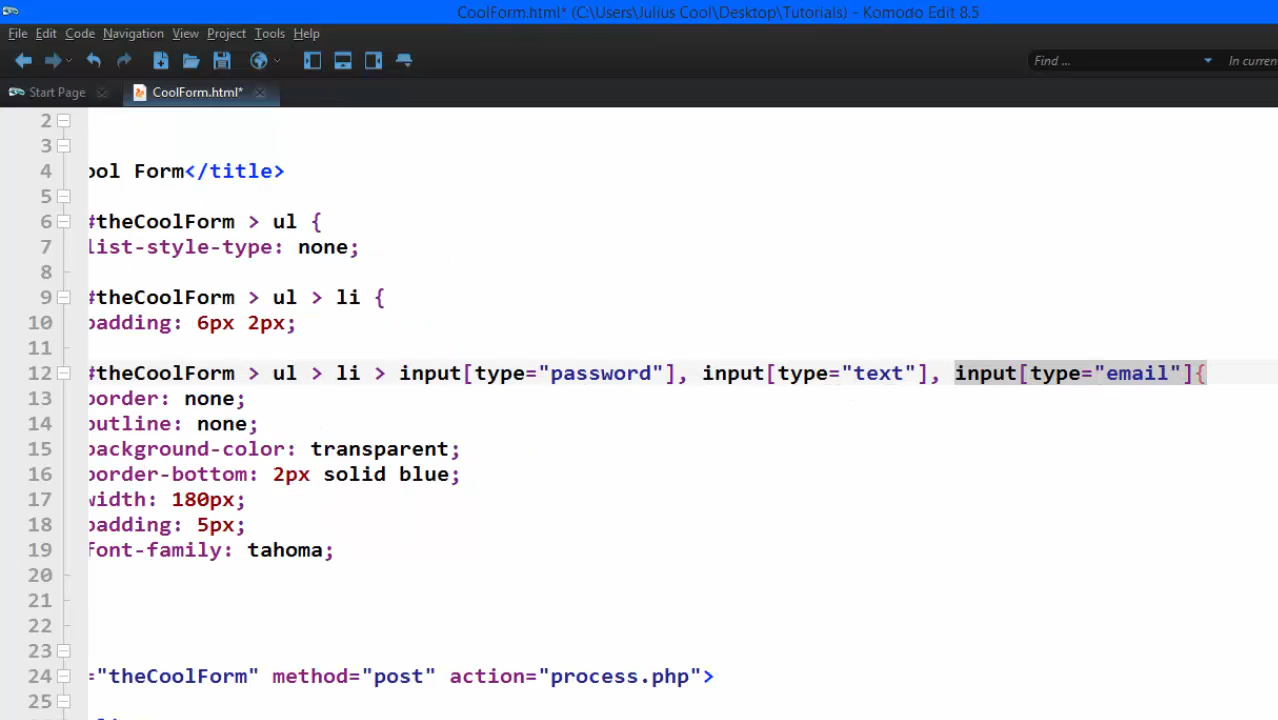 CoolForm.html* (C:\Users\Julius Cool\Desktop\Tutorials) - Komodo Edit 8.5
File Edit Code Navigation View Project Tools Help
Find ... In curren
Start Page CoolForm.html*
2
3
4 ool Form</title>
5
6 #theCoolForm > ul {
7 list-style-type: none;
8
9 #theCoolForm > ul > li {
10 padding: 6px 2px;
11
12 #theCoolForm > ul > li > input[type="password"], input[type="text"], input[type="email"]{
13 border: none;
14 outline: none;
15 background-color: transparent;
16 border-bottom: 2px solid blue;
17 width: 180px;
18 padding: 5px;
19 font-family: tahoma;
20
21
22
23
24 ="theCoolForm" method="post" action="process.php">
25